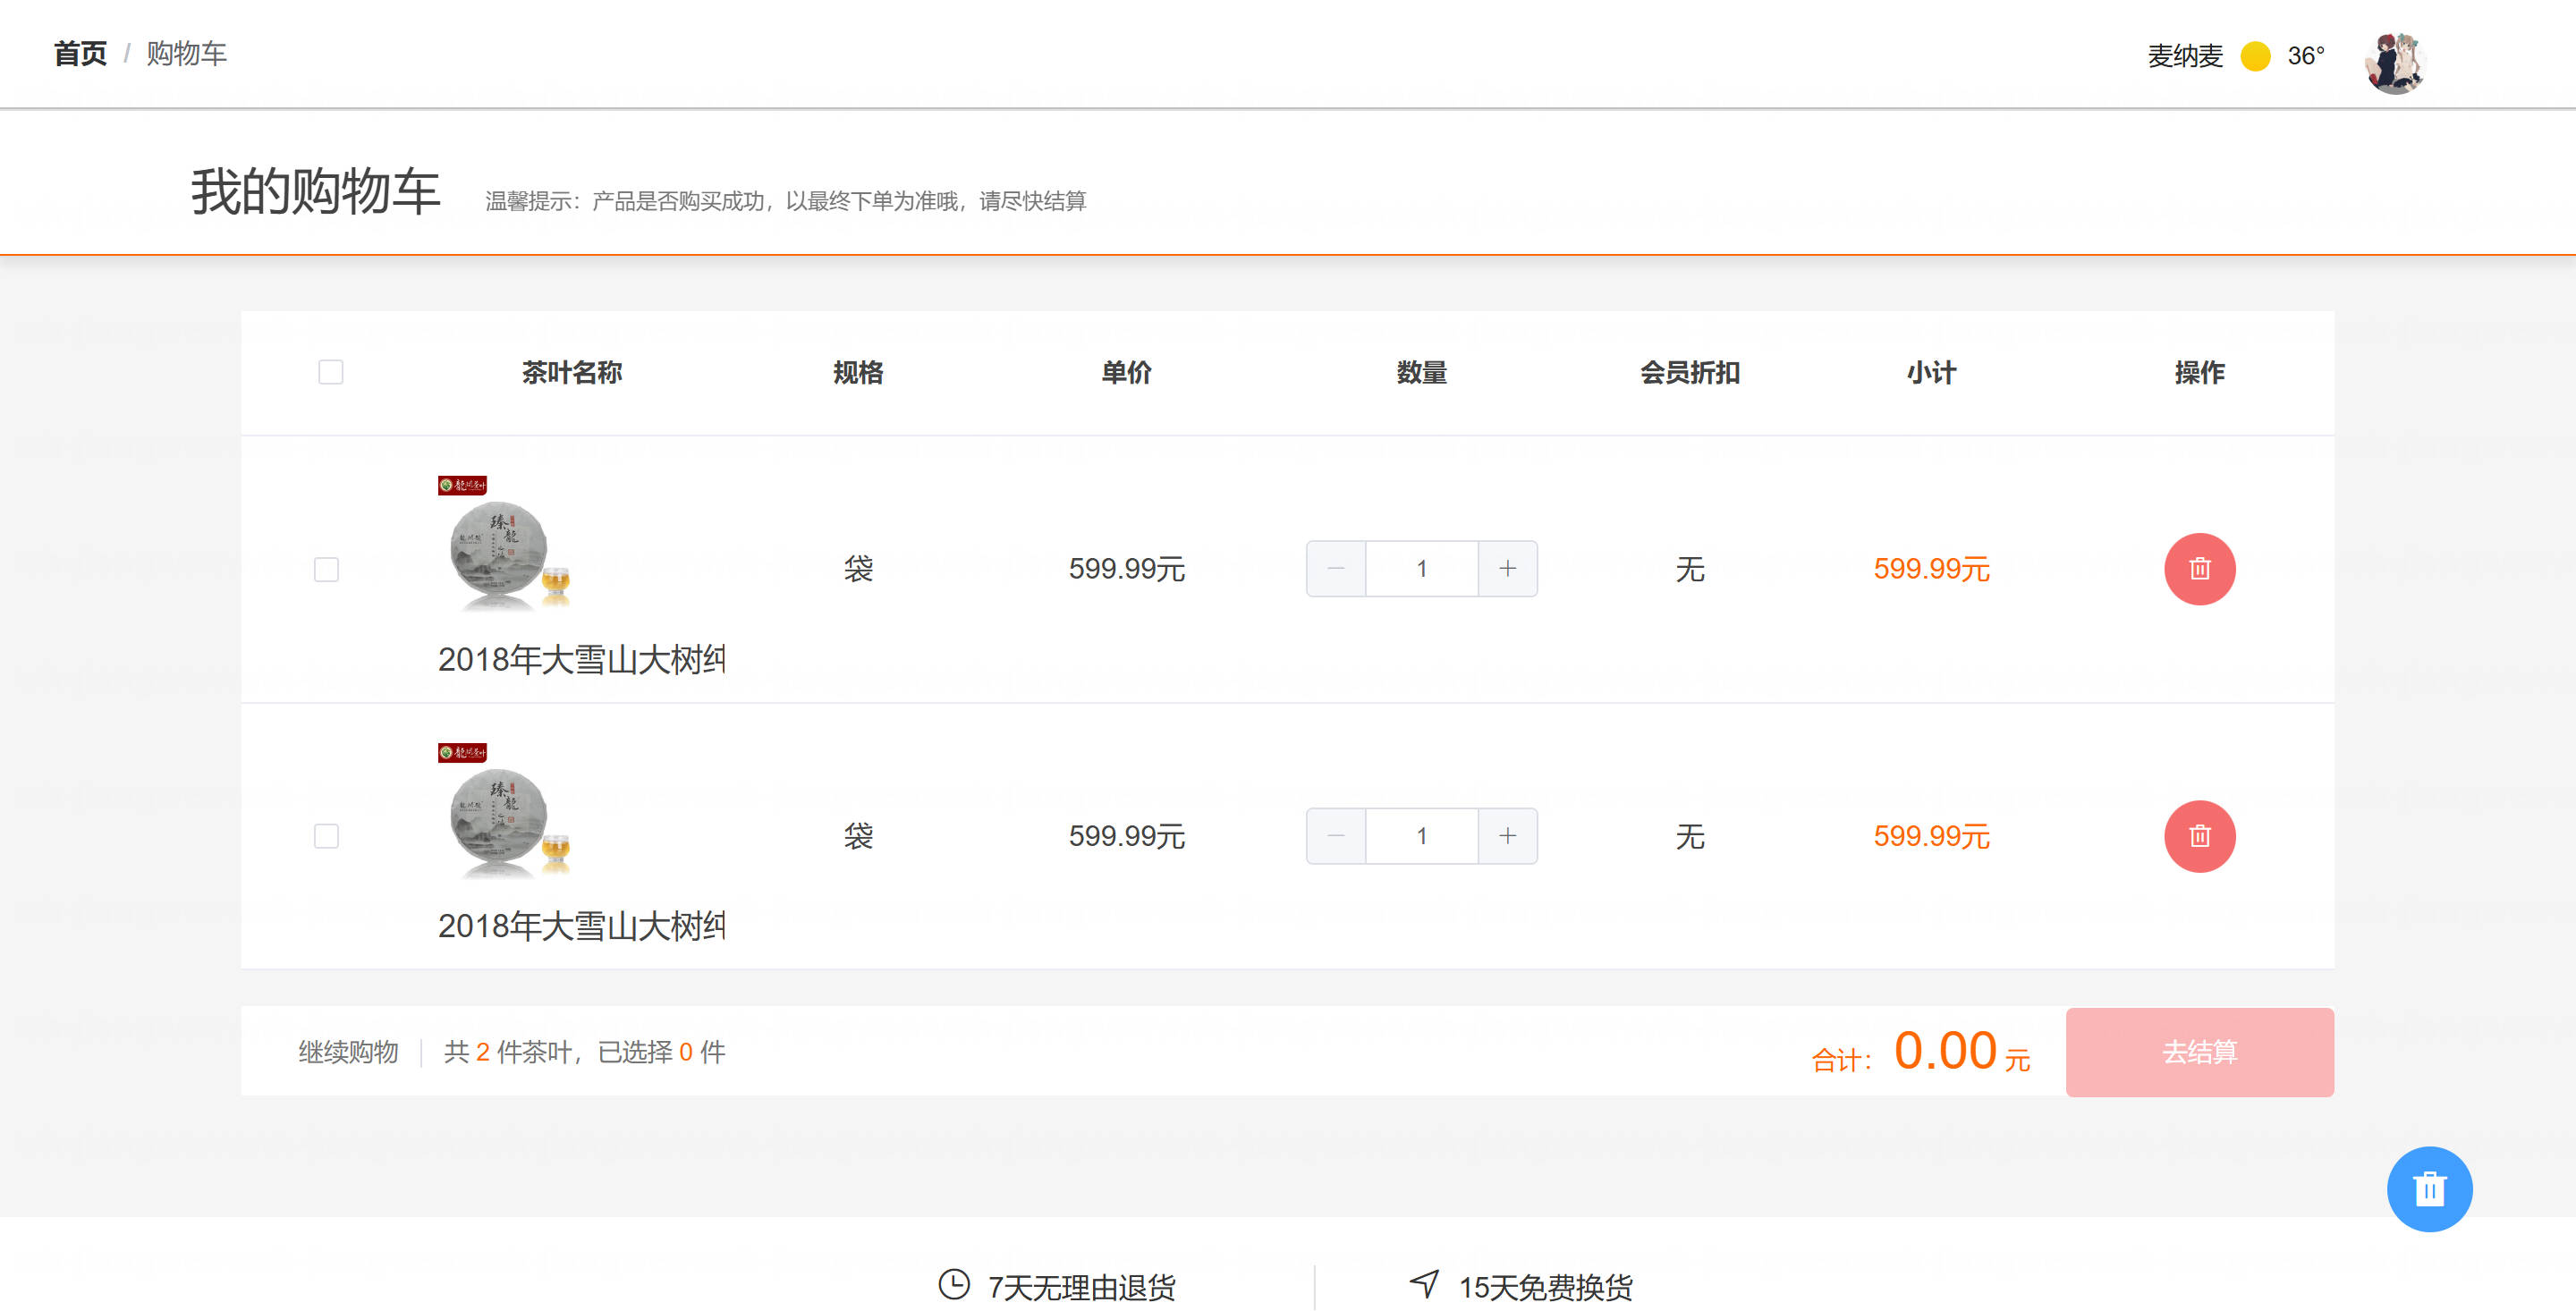 首页 / 购物车
麦纳麦 36°
我的购物车 温馨提示：产品是否购买成功，以最终下单为准哦，请尽快结算
茶叶名称 规格 单价 数量 会员折扣 小计 操作
臻龍
袋 599.99元 1 无 599.99元
2018年大雪山大树纯
臻龍
袋 599.99元 1 无 599.99元
2018年大雪山大树纯
继续购物 共 2 件茶叶，已选择 0 件 合计： 0.00 元 去结算
7天无理由退货 15天免费换货